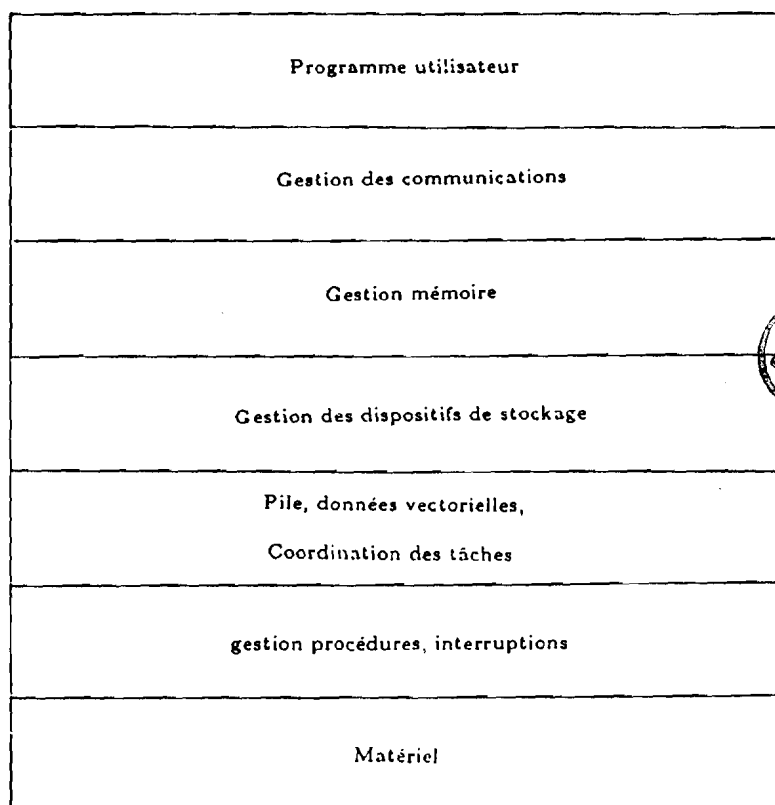 Programme utilisateur
Gestion des communications
Gestion mémoire
Gestion des dispositifs de stockage
Pile, données vectorielles,
Coordination des tâches
gestion procédures, interruptions
Matériel